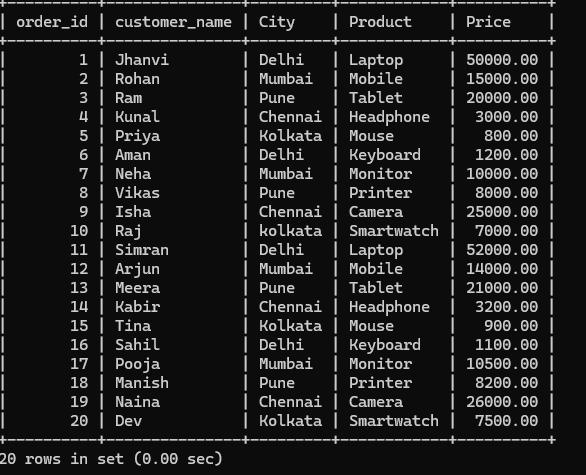 | order_id | customer_name | City | Product | Price |
| 1 | Jhanvi | Delhi | Laptop | 50000.00 |
| 2 | Rohan | Mumbai | Mobile | 15000.00 |
| 3 | Ram | Pune | Tablet | 20000.00 |
| 4 | Kunal | Chennai | Headphone | 3000.00 |
| 5 | Priya | Kolkata | Mouse | 800.00 |
| 6 | Aman | Delhi | Keyboard | 1200.00 |
| 7 | Neha | Mumbai | Monitor | 10000.00 |
| 8 | Vikas | Pune | Printer | 8000.00 |
| 9 | Isha | Chennai | Camera | 25000.00 |
| 10 | Raj | kolkata | Smartwatch | 7000.00 |
| 11 | Simran | Delhi | Laptop | 52000.00 |
| 12 | Arjun | Mumbai | Mobile | 14000.00 |
| 13 | Meera | Pune | Tablet | 21000.00 |
| 14 | Kabir | Chennai | Headphone | 3200.00 |
| 15 | Tina | Kolkata | Mouse | 900.00 |
| 16 | Sahil | Delhi | Keyboard | 1100.00 |
| 17 | Pooja | Mumbai | Monitor | 10500.00 |
| 18 | Manish | Pune | Printer | 8200.00 |
| 19 | Naina | Chennai | Camera | 26000.00 |
| 20 | Dev | Kolkata | Smartwatch | 7500.00 |
20 rows in set (0.00 sec)